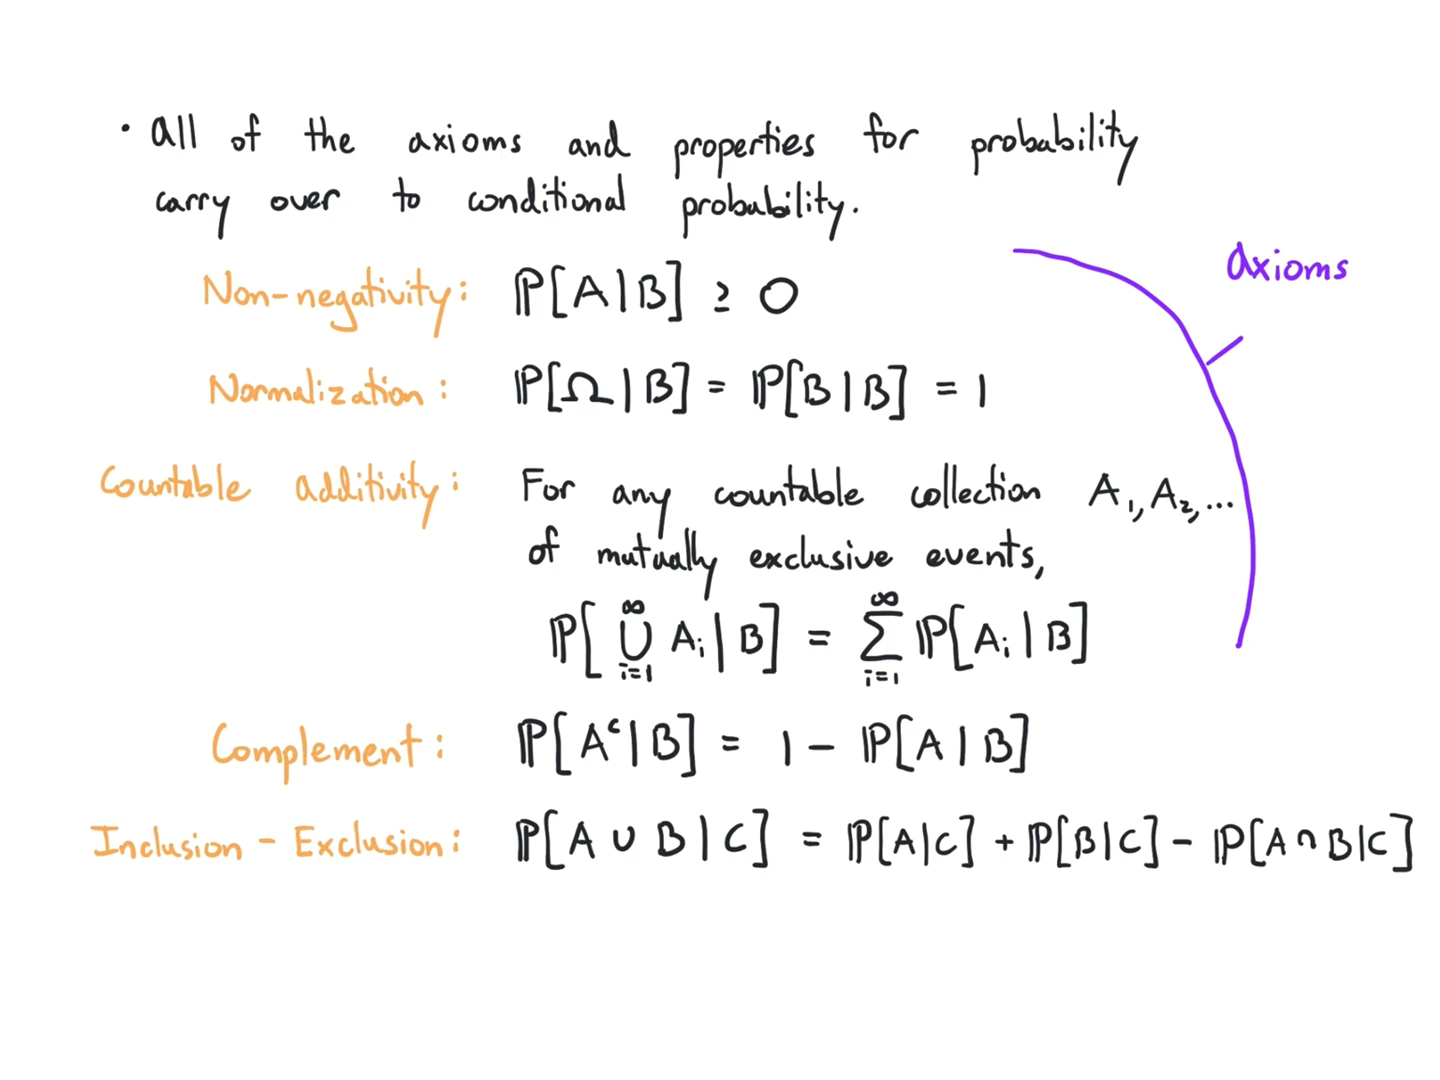 • all of the axioms and properties for probability
carry over to conditional probability.
axioms
Non-negativity: ℙ[A|B] ≥ 0
Normalization: ℙ[Ω|B] = ℙ[B|B] = 1
Countable additivity: For any countable collection A₁, A₂, ...
of mutually exclusive events,
ℙ[⋃_{i=1}^{∞} Aᵢ|B] = ∑_{i=1}^{∞} ℙ[Aᵢ|B]
Complement: ℙ[Aᶜ|B] = 1 − ℙ[A|B]
Inclusion - Exclusion: ℙ[A ∪ B|C] = ℙ[A|C] + ℙ[B|C] − ℙ[A ∩ B|C]